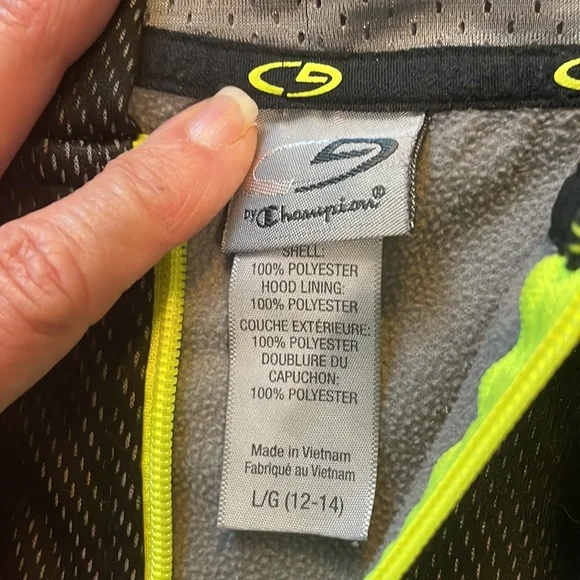 C9
by Champion®
SHELL:
100% POLYESTER
HOOD LINING:
100% POLYESTER
COUCHE EXTÉRIEURE:
100% POLYESTER
DOUBLURE DU
CAPUCHON:
100% POLYESTER
Made in Vietnam
Fabriqué au Vietnam
L/G (12-14)